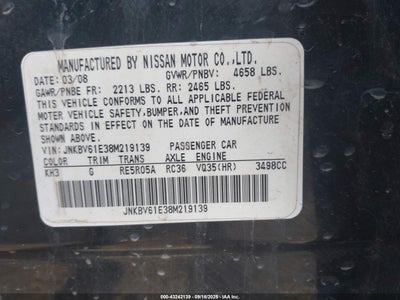 MANUFACTURED BY NISSAN MOTOR CO.,LTD.
DATE: 03/08 GVWR/PNBV: 4658 LBS.
GAWR/PNBE FR: 2213 LBS. RR: 2465 LBS.
THIS VEHICLE CONFORMS TO ALL APPLICABLE FEDERAL
MOTOR VEHICLE SAFETY,BUMPER,AND THEFT PREVENTION
STANDARDS IN EFFECT ON THE DATE OF MANUFACTURE
SHOWN ABOVE.
VIN: JNKBV61E38M219139 PASSENGER CAR
COLOR TRIM TRANS AXLE ENGINE
KH3 G RE5R05A RC36 VQ35(HR) 3498CC
JNKBV61E38M219139
©000-43242139 - 09/16/2025 - IAA, Inc.